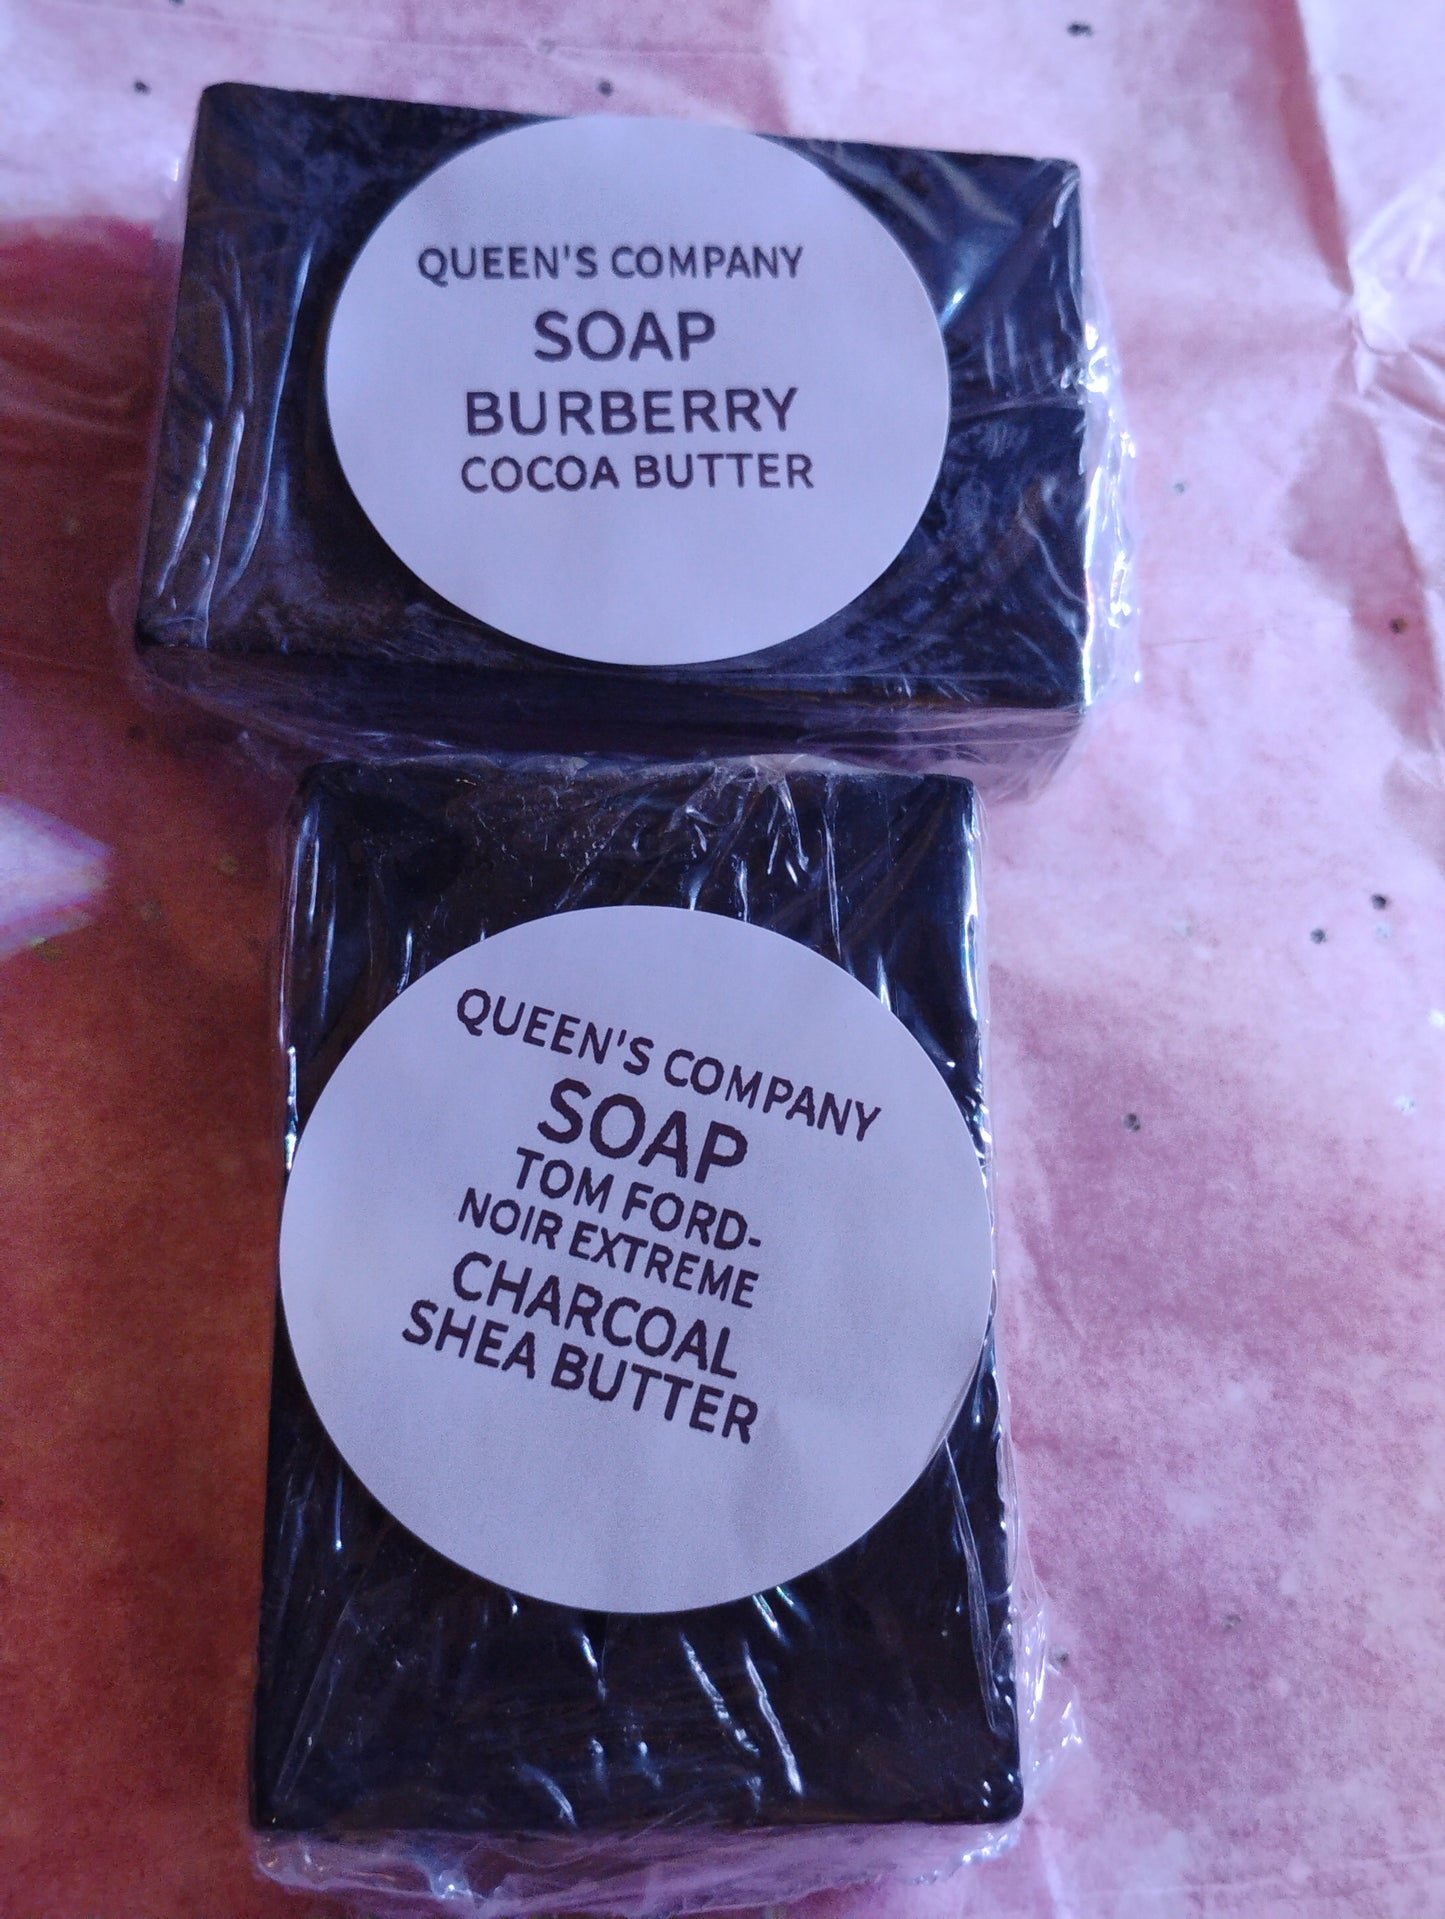 QUEEN'S COMPANY
SOAP
BURBERRY
COCOA BUTTER
QUEEN'S COMPANY
SOAP
TOM FORD-
NOIR EXTREME
CHARCOAL
SHEA BUTTER